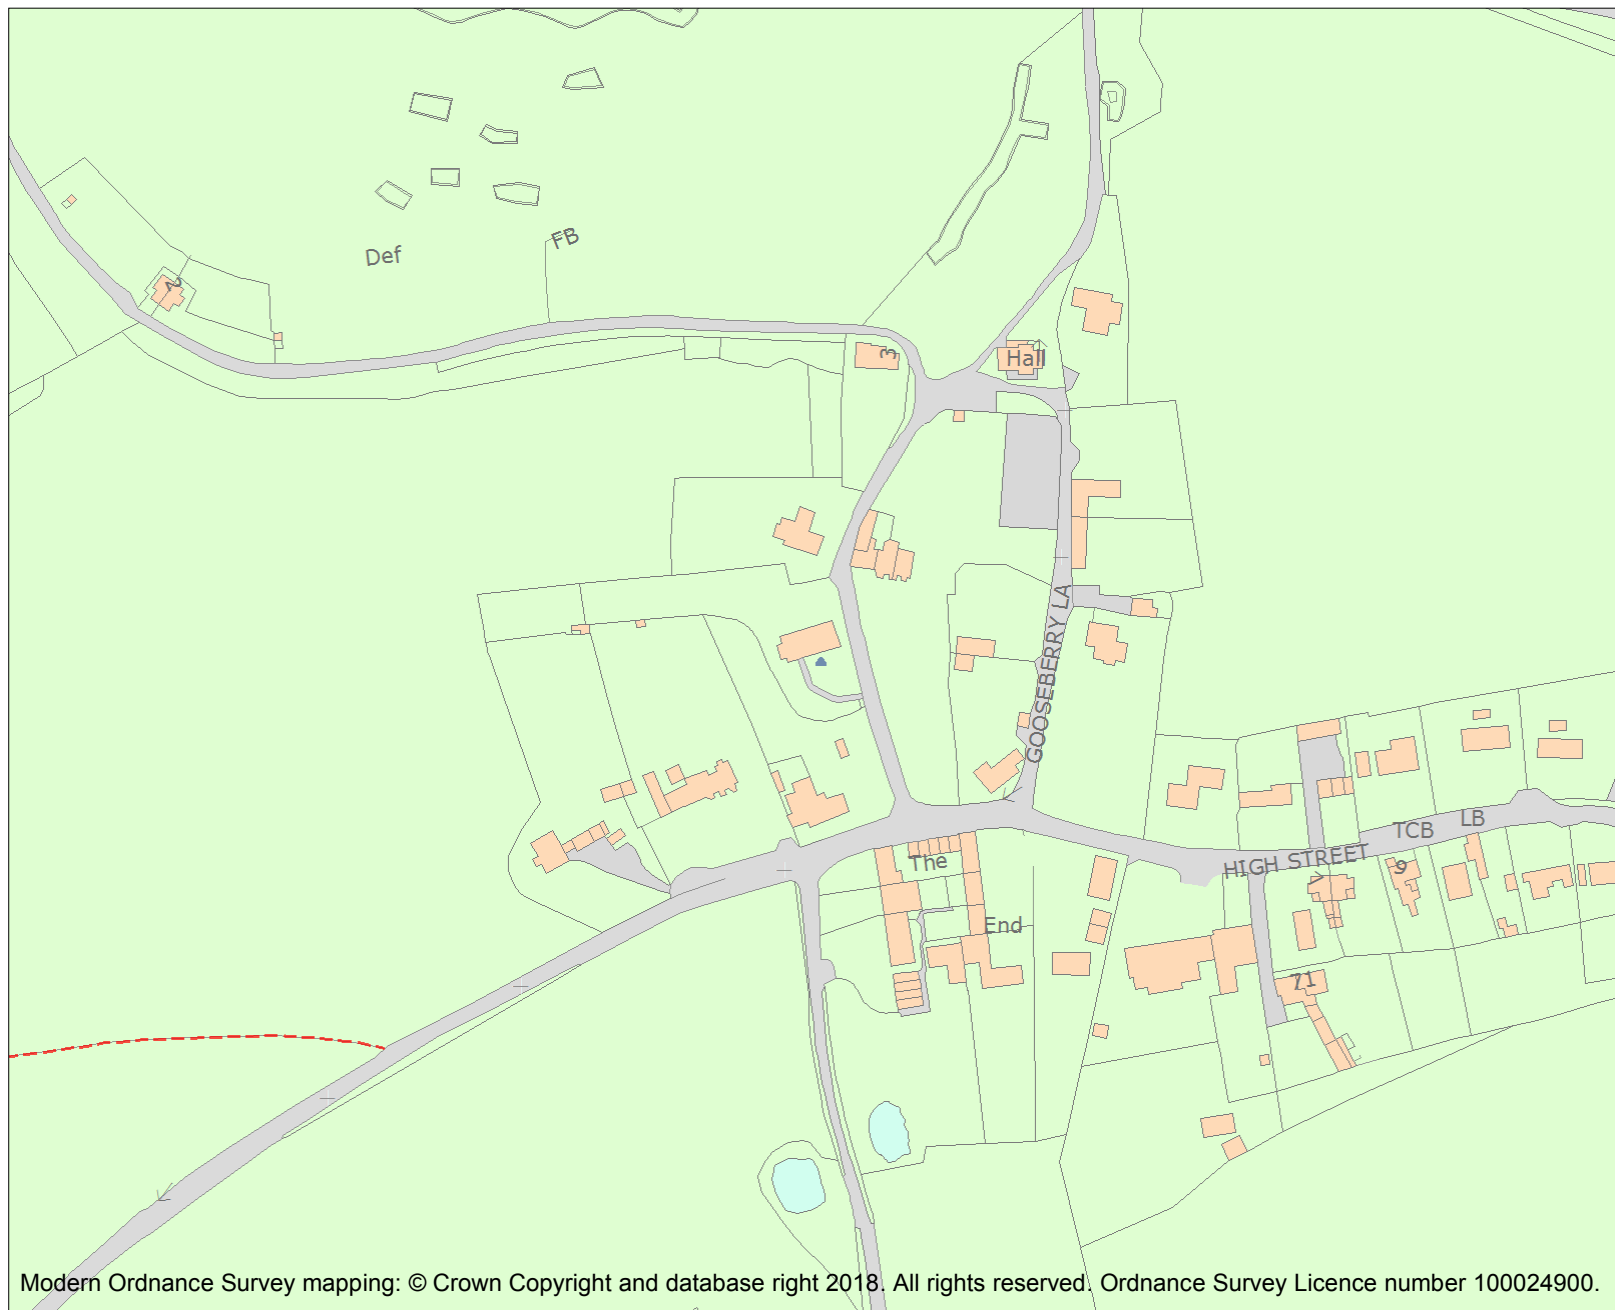 FB
Def
2
3
Hall
GOOSEBERRY LA
TCB
LB
The
HIGH STREET
9
End
71
Modern Ordnance Survey mapping: © Crown Copyright and database right 2018. All rights reserved. Ordnance Survey Licence number 100024900.